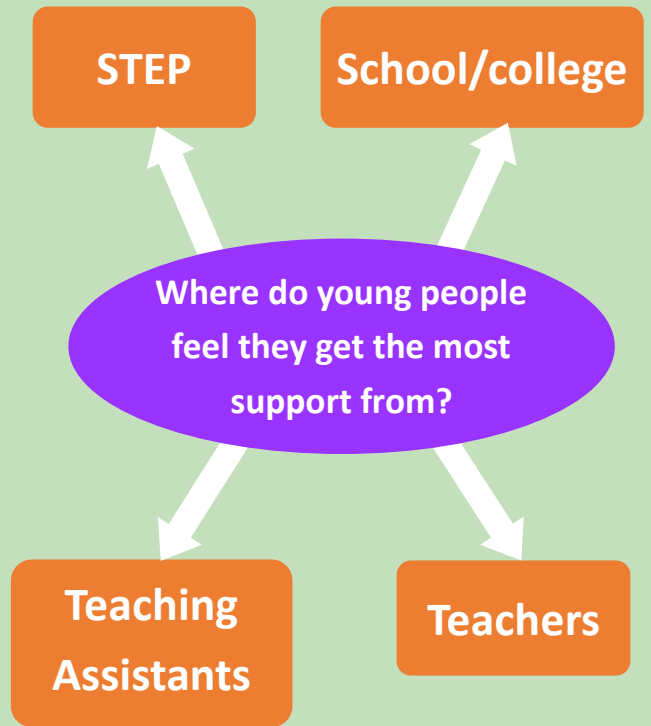 STEP
School/college
Where do young people
feel they get the most
support from?
Teaching
Assistants
Teachers